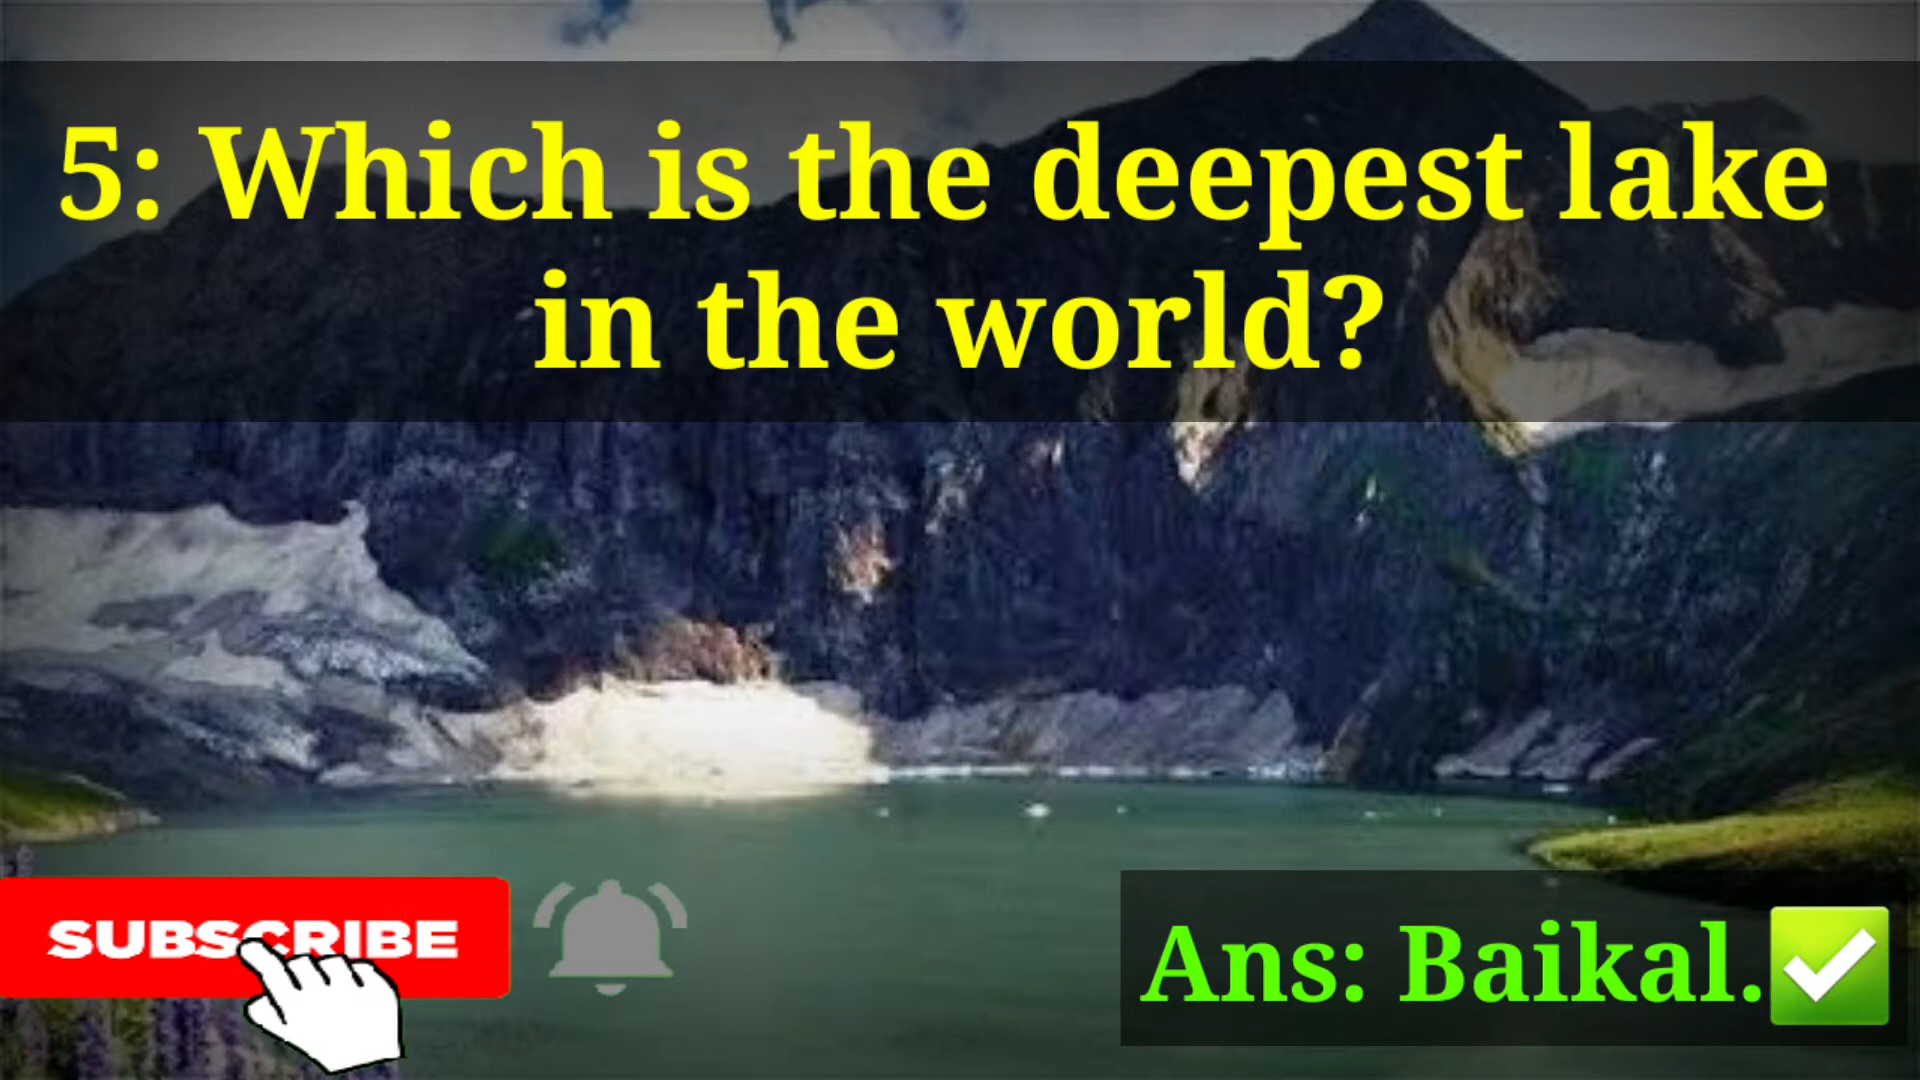 5: Which is the deepest lake
in the world?
SUBSCRIBE
Ans: Baikal.✅